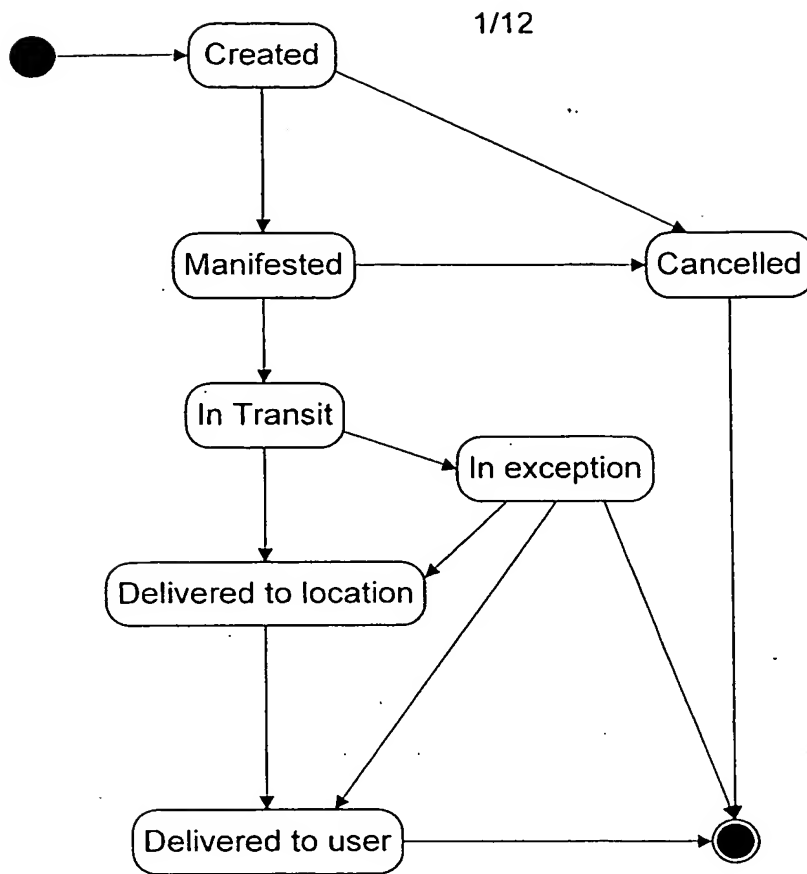 1/12
Created
Manifested
Cancelled
In Transit
In exception
Delivered to location
Delivered to user